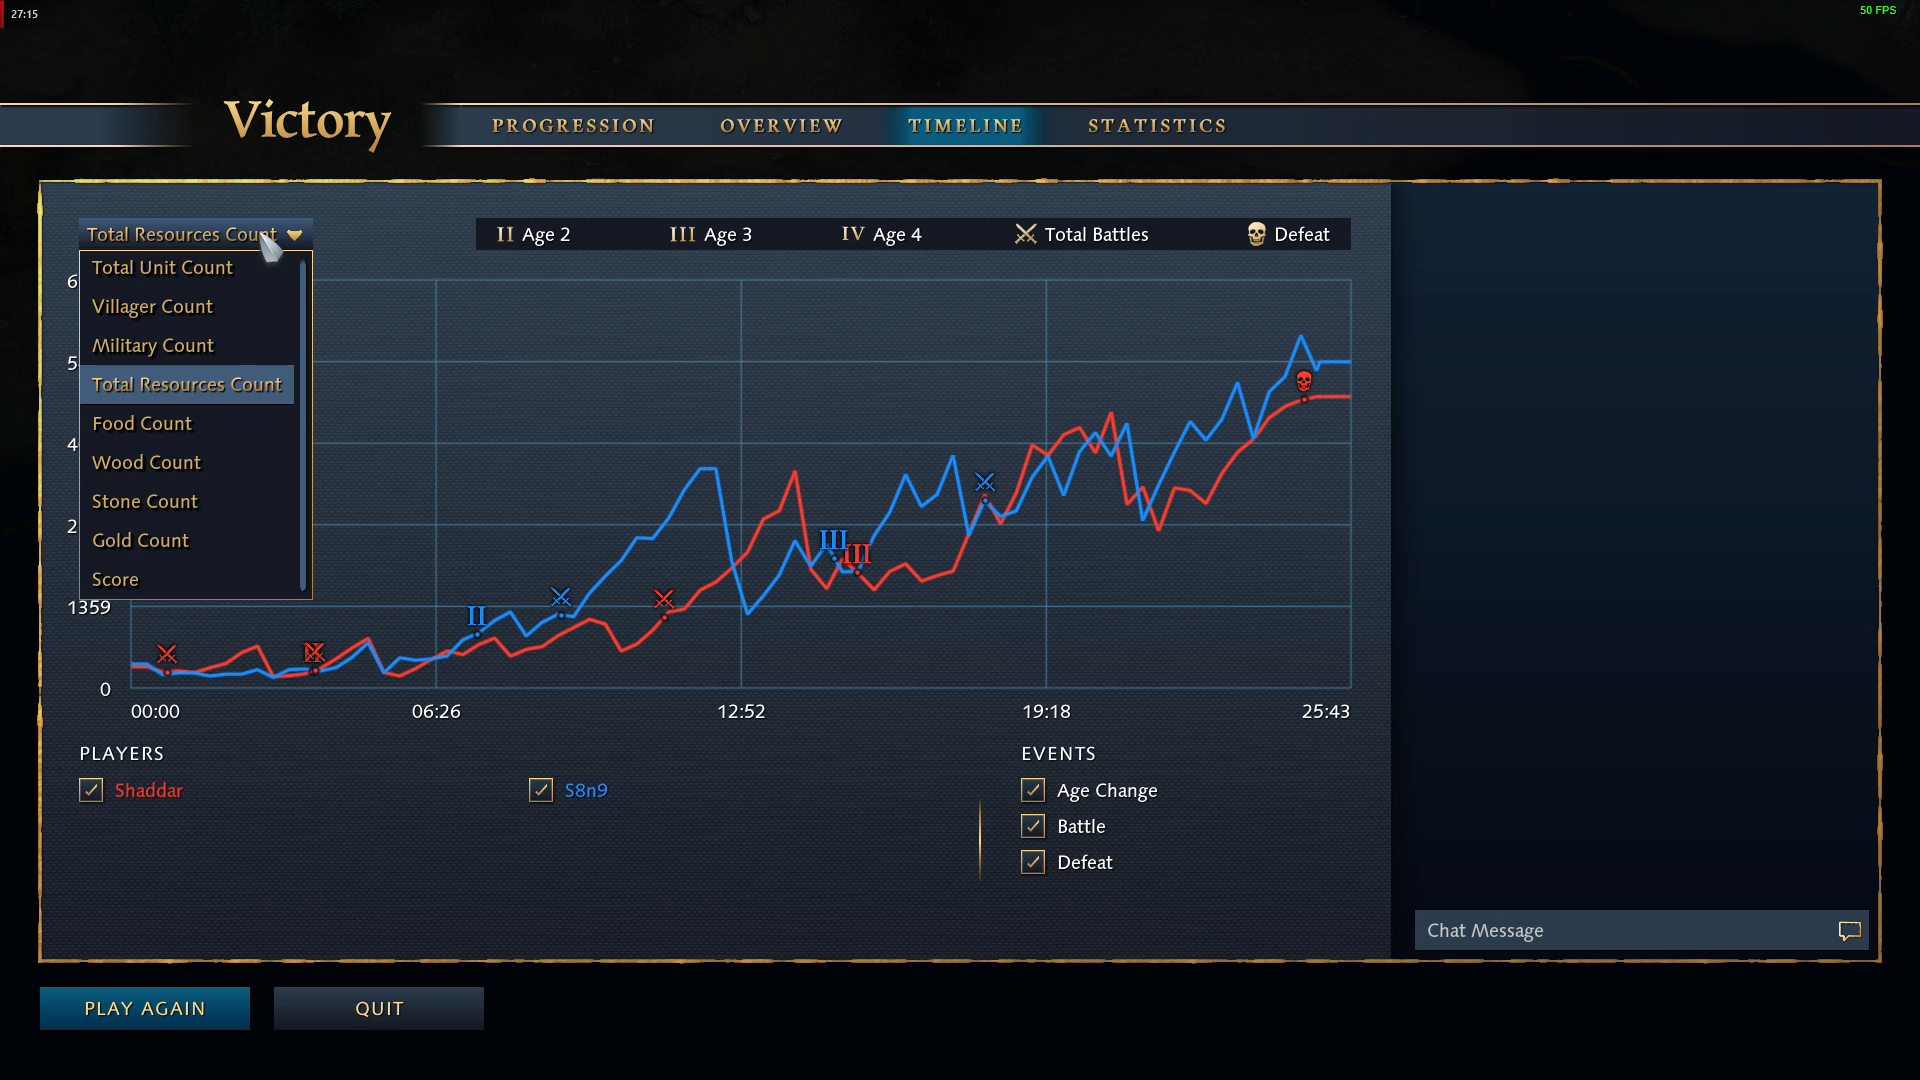 27:15
50 FPS
Victory
PROGRESSION
OVERVIEW
TIMELINE
STATISTICS
Total Resources Count
II Age 2
III Age 3
IV Age 4
Total Battles
Defeat
Total Unit Count
Villager Count
Military Count
Total Resources Count
Food Count
Wood Count
Stone Count
Gold Count
Score
6
5
4
2
1359
0
II
III
III
00:00
06:26
12:52
19:18
25:43
PLAYERS
Shaddar
S8n9
EVENTS
Age Change
Battle
Defeat
Chat Message
PLAY AGAIN
QUIT